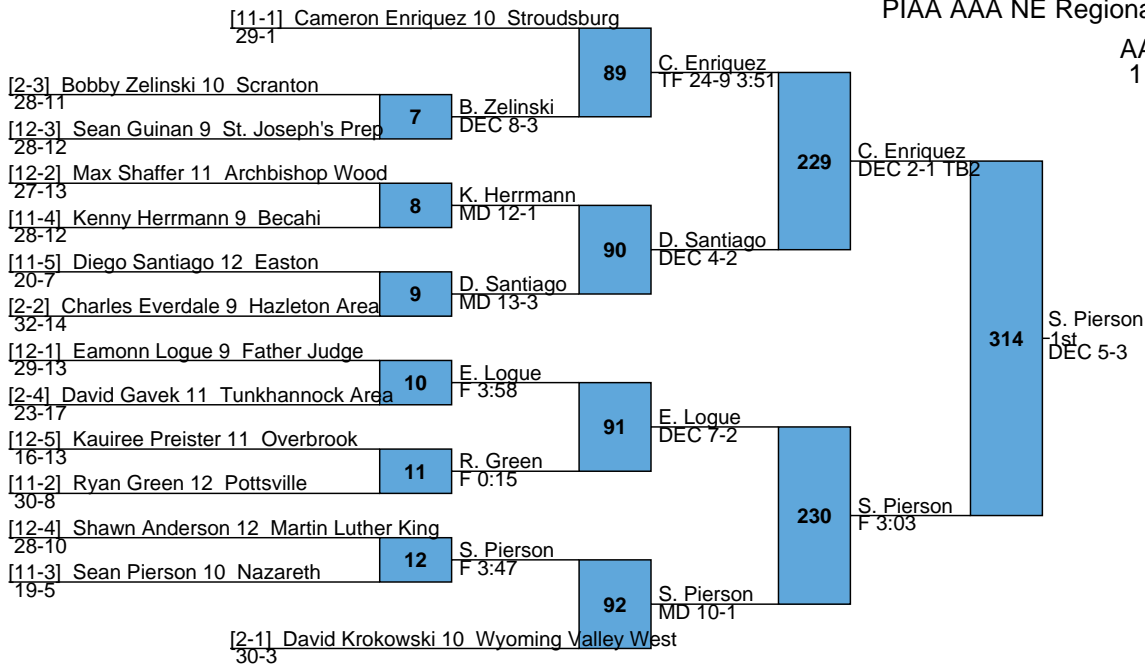 PIAA AAA NE Regiona
AA
1
[11-1] Cameron Enriquez 10 Stroudsburg
29-1
89
C. Enriquez
TF 24-9 3:51
[2-3] Bobby Zelinski 10 Scranton
28-11
7
B. Zelinski
DEC 8-3
[12-3] Sean Guinan 9 St. Joseph's Prep
28-12
229
C. Enriquez
DEC 2-1 TB2
[12-2] Max Shaffer 11 Archbishop Wood
27-13
8
K. Herrmann
MD 12-1
[11-4] Kenny Herrmann 9 Becahi
28-12
90
D. Santiago
DEC 4-2
[11-5] Diego Santiago 12 Easton
20-7
9
D. Santiago
MD 13-3
[2-2] Charles Everdale 9 Hazleton Area
32-14
314
S. Pierson
1st
DEC 5-3
[12-1] Eamonn Logue 9 Father Judge
29-13
10
E. Logue
F 3:58
[2-4] David Gavek 11 Tunkhannock Area
23-17
91
E. Logue
DEC 7-2
[12-5] Kauiree Preister 11 Overbrook
16-13
11
R. Green
F 0:15
[11-2] Ryan Green 12 Pottsville
30-8
230
S. Pierson
F 3:03
[12-4] Shawn Anderson 12 Martin Luther King
28-10
12
S. Pierson
F 3:47
[11-3] Sean Pierson 10 Nazareth
19-5
92
S. Pierson
MD 10-1
[2-1] David Krokowski 10 Wyoming Valley West
30-3